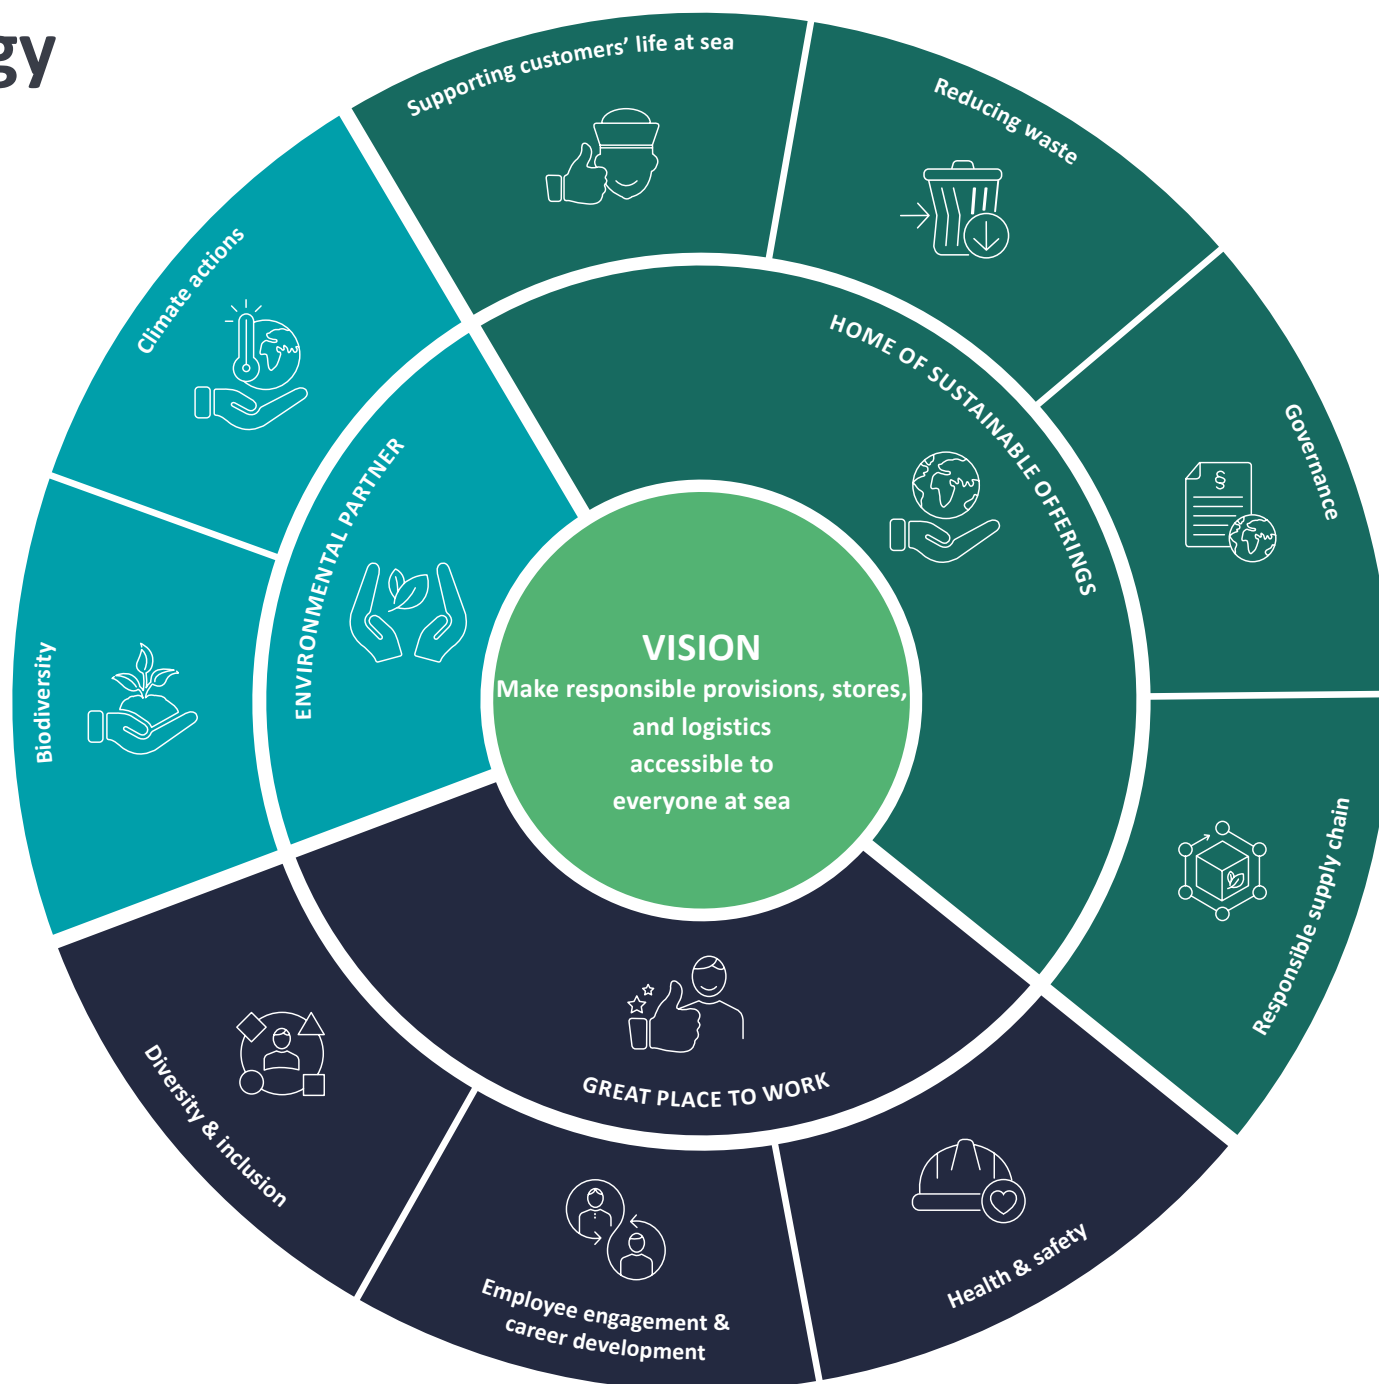 gy
Supporting customers' life at sea
Reducing waste
Governance
Responsible supply chain
Health & safety
Employee engagement &
career development
Diversity & inclusion
Biodiversity
Climate actions
HOME OF SUSTAINABLE OFFERINGS
ENVIRONMENTAL PARTNER
GREAT PLACE TO WORK
VISION
Make responsible provisions, stores,
and logistics
accessible to
everyone at sea
§